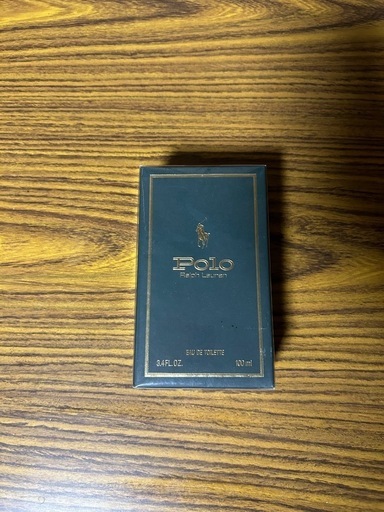 Polo
Ralph Lauren
EAU DE TOILETTE
3.4 FL. OZ. 100 ml